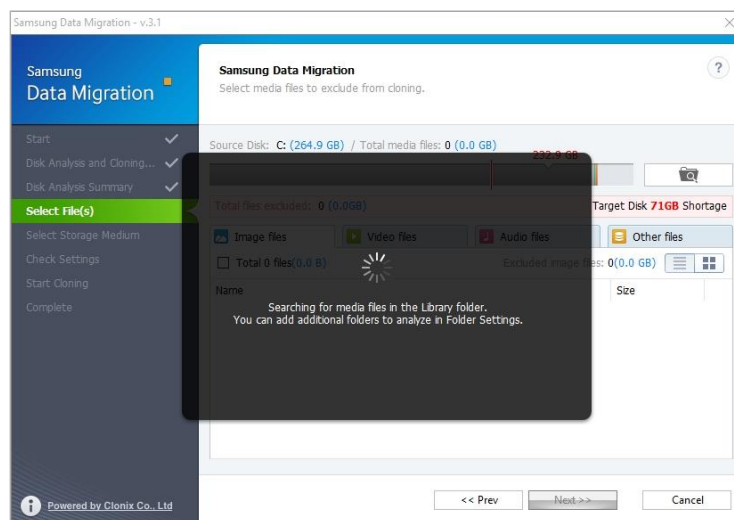 Samsung Data Migration - v.3.1
Samsung
Data Migration
Samsung Data Migration
Select media files to exclude from cloning.
?
Start
Disk Analysis and Cloning...
Disk Analysis Summary
Select File(s)
Select Storage Medium
Check Settings
Start Cloning
Complete
Source Disk: C: (264.9 GB) / Total media files: 0 (0.0 GB)
232.9 GB
Total files excluded: 0 (0.0GB)
Target Disk 71GB Shortage
Image files
Video files
Audio files
Other files
Total 0 files(0.0 B)
Excluded image files: 0(0.0 GB)
Name
Size
Searching for media files in the Library folder.
You can add additional folders to analyze in Folder Settings.
Powered by Clonix Co., Ltd
<< Prev
Next >>
Cancel